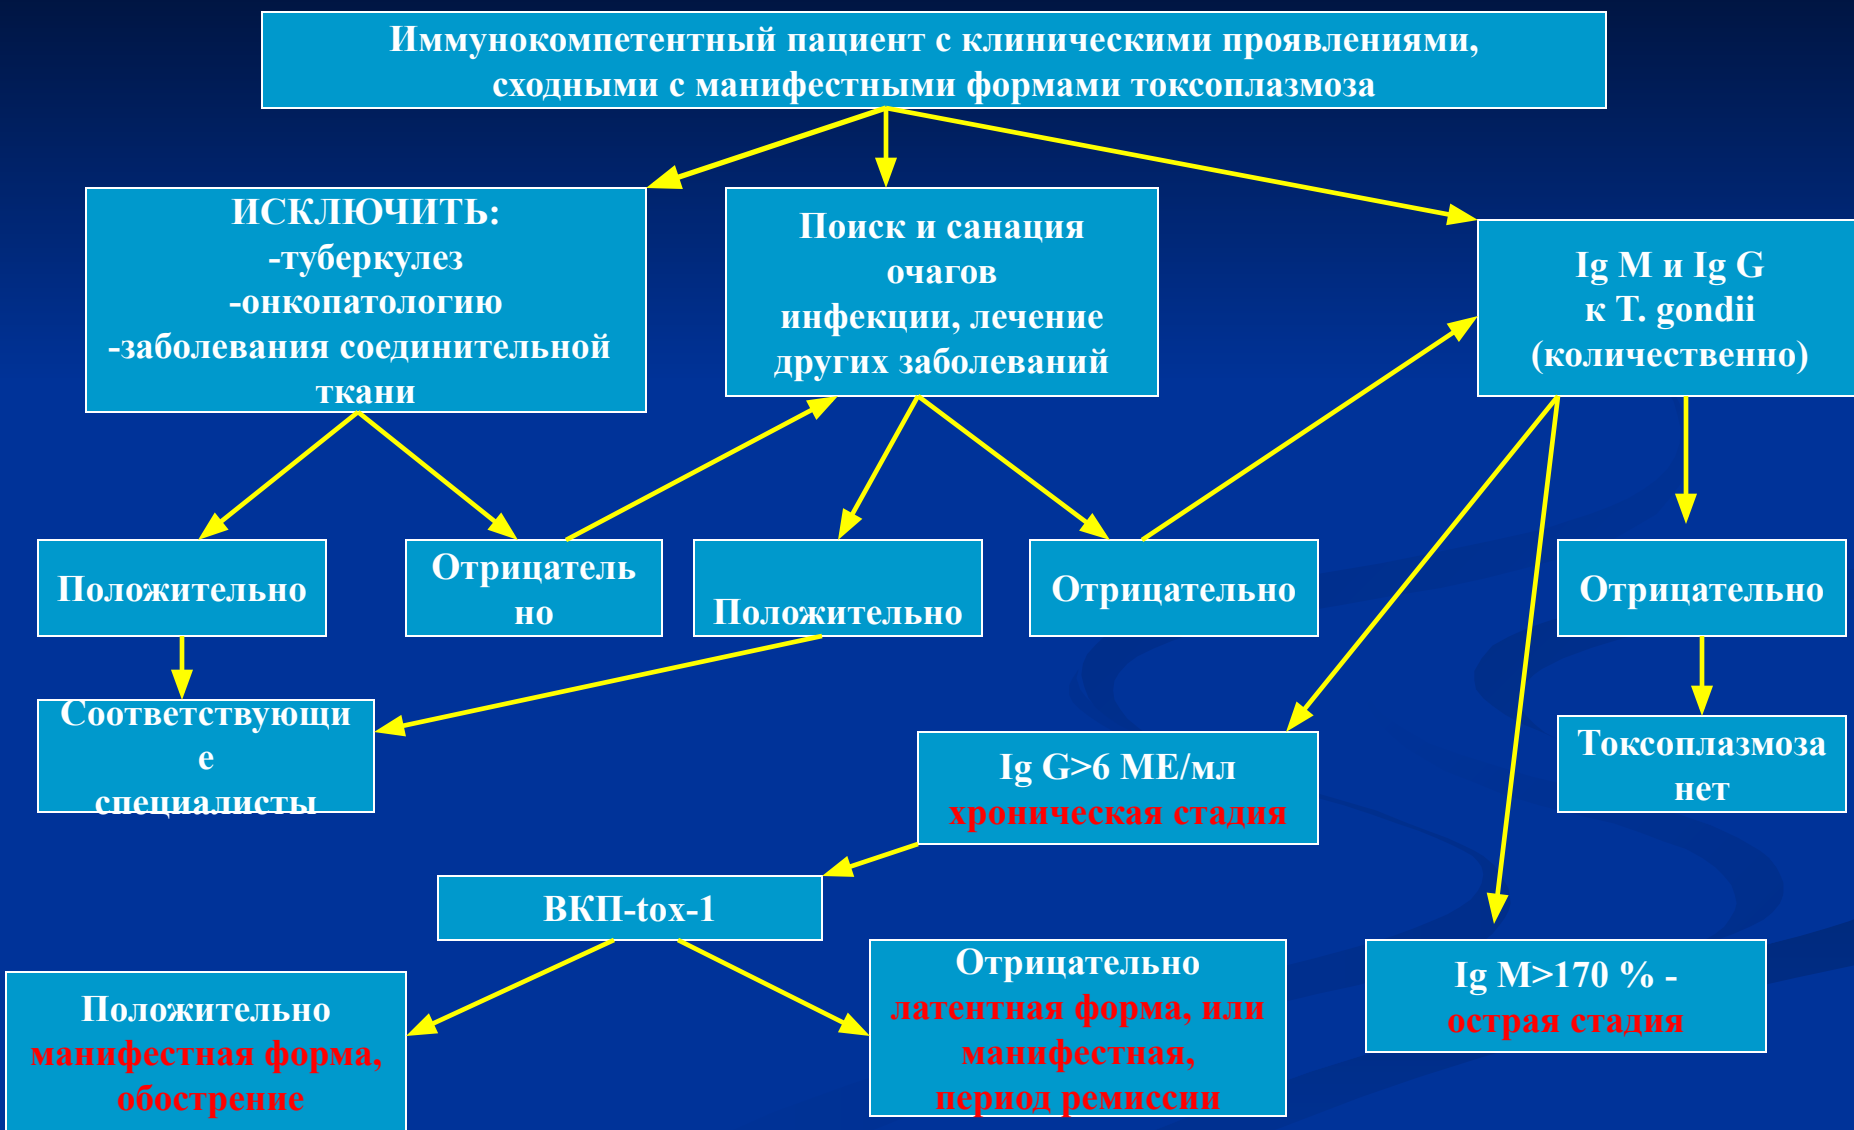 Иммунокомпетентный пациент с клиническими проявлениями,
сходными с манифестными формами токсоплазмоза
ИСКЛЮЧИТЬ:
-туберкулез
-онкопатологию
-заболевания соединительной
ткани
Поиск и санация
очагов
инфекции, лечение
других заболеваний
Ig M и Ig G
к T. gondii
(количественно)
Положительно
Отрицатель
но
Положительно
Отрицательно
Отрицательно
Соответствующи
е
специалисты
Ig G>6 МЕ/мл
хроническая стадия
Токсоплазмоза
нет
ВКП-tox-1
Положительно
манифестная форма,
обострение
Отрицательно
латентная форма, или
манифестная,
период ремиссии
Ig M>170 % -
острая стадия